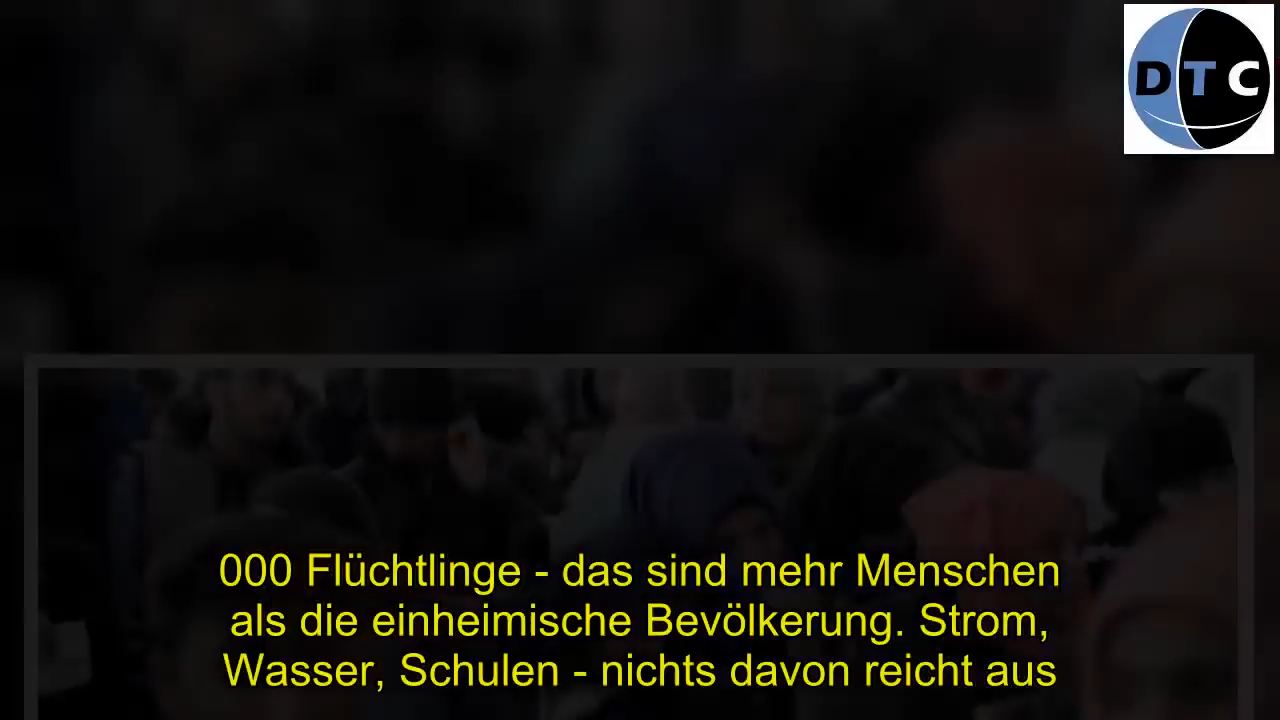 DTC
000 Flüchtlinge - das sind mehr Menschen
als die einheimische Bevölkerung. Strom,
Wasser, Schulen - nichts davon reicht aus